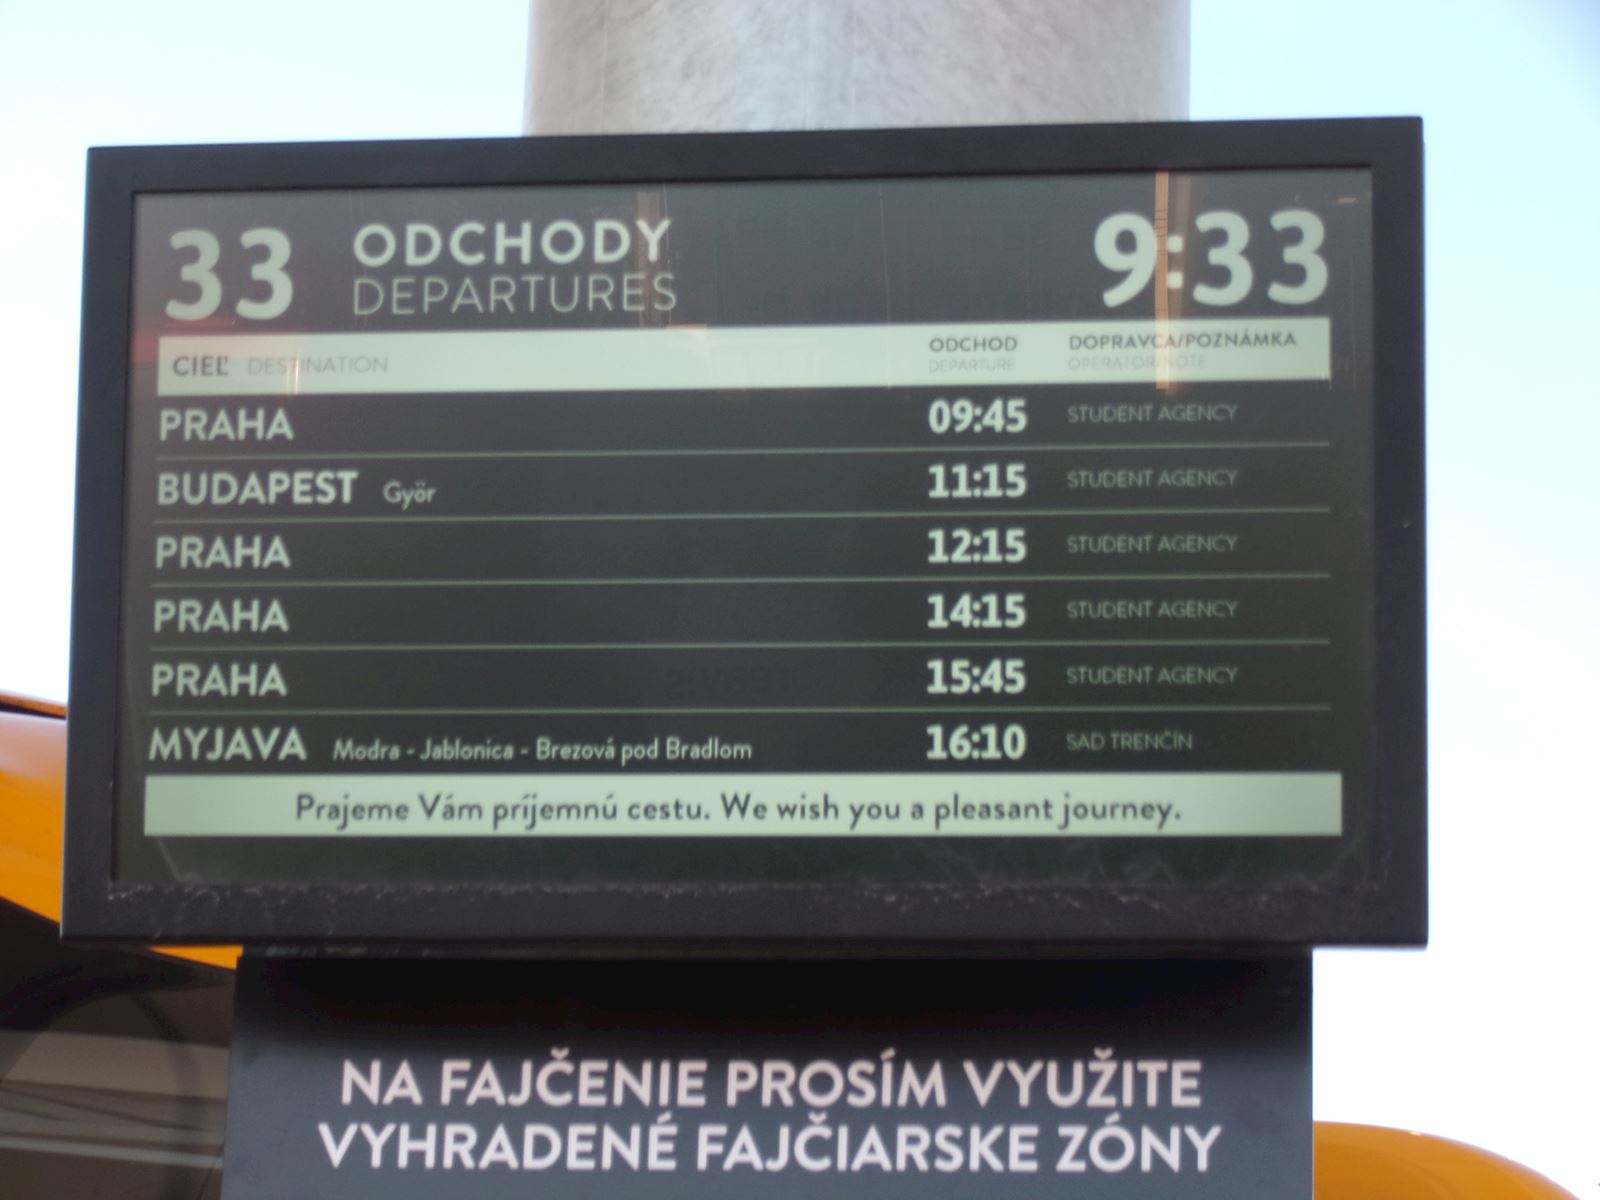 33 ODCHODY 9:33
DEPARTURES
CIEĽ DESTINATION ODCHOD DOPRAVCA/POZNÁMKA
DEPARTURE OPERATOR/NOTE
PRAHA 09:45 STUDENT AGENCY
BUDAPEST Győr 11:15 STUDENT AGENCY
PRAHA 12:15 STUDENT AGENCY
PRAHA 14:15 STUDENT AGENCY
PRAHA 15:45 STUDENT AGENCY
MYJAVA Modra - Jablonica - Brezová pod Bradlom 16:10 SAD TRENČÍN
Prajeme Vám príjemnú cestu. We wish you a pleasant journey.
NA FAJČENIE PROSÍM VYUŽITE
VYHRADENÉ FAJČIARSKE ZÓNY